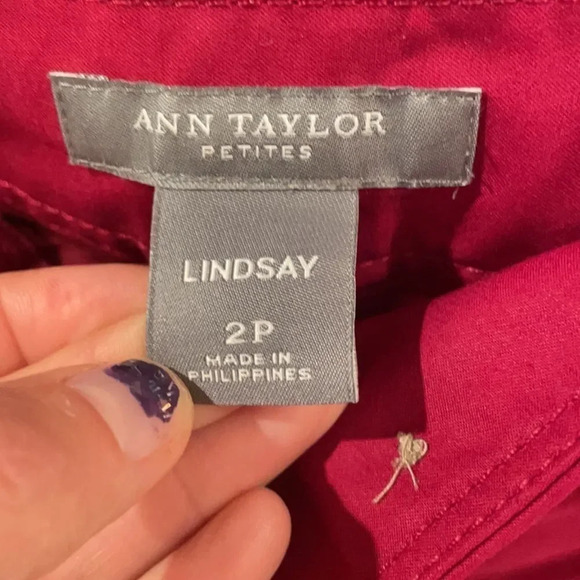 ANN TAYLOR
PETITES
LINDSAY
2P
MADE IN
PHILIPPINES